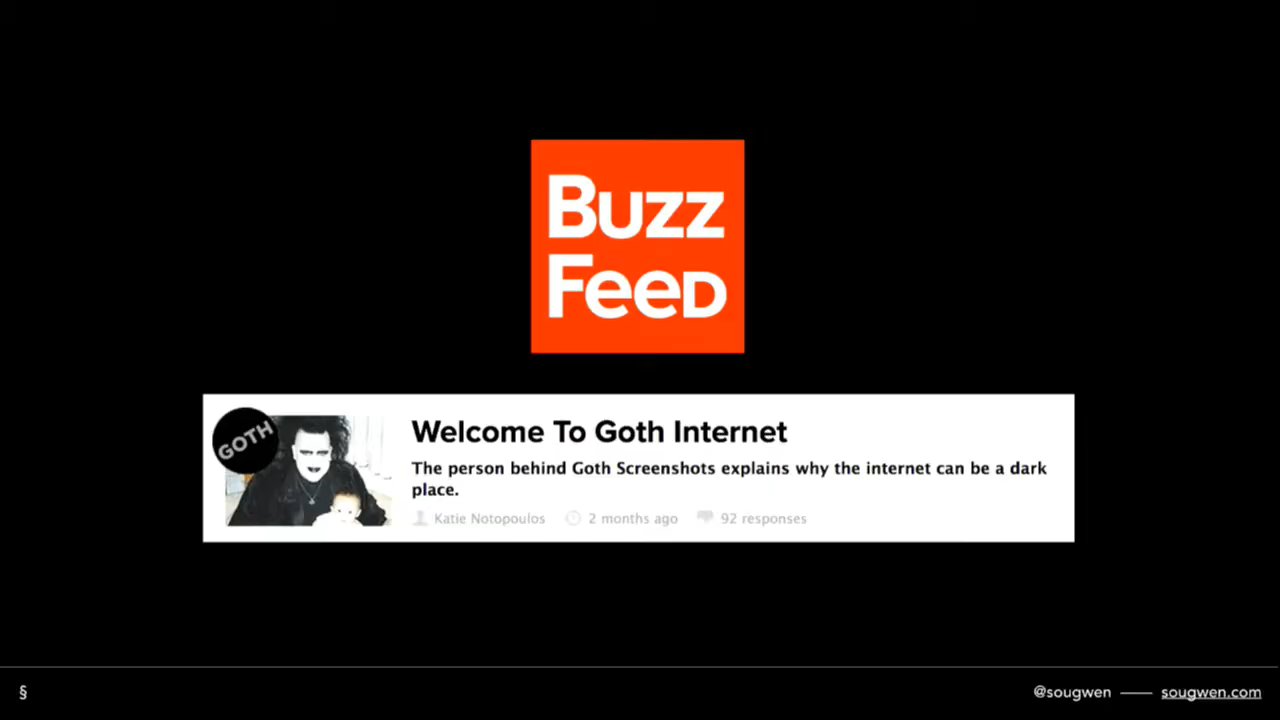 BUZZ
FEED
GOTH
Welcome To Goth Internet
The person behind Goth Screenshots explains why the internet can be a dark
place.
Katie Notopoulos 2 months ago 92 responses
§ @sougwen sougwen.com